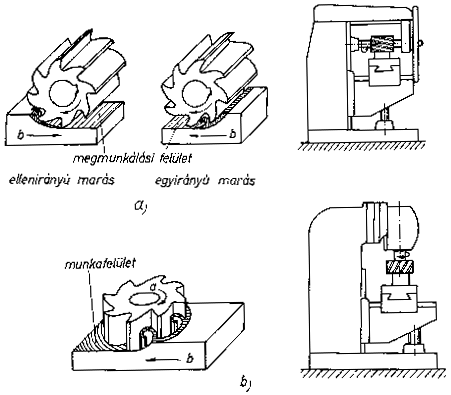 b
b
megmunkálási felület
ellenirányú marás
egyirányú marás
a)
munkafelület
a
b
b)